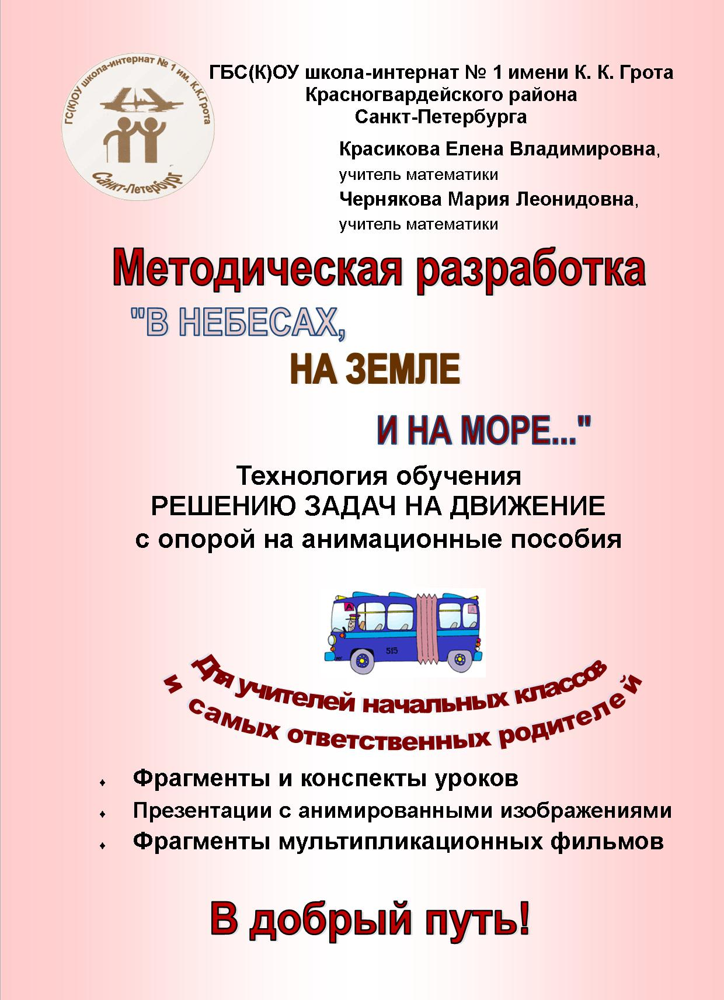 ГС(К)ОУ школа-интернат № 1 им. К.К.Грота
Санкт-Петербург
ГБС(К)ОУ школа-интернат № 1 имени К. К. Грота
Красногвардейского района
Санкт-Петербурга
Красикова Елена Владимировна,
учитель математики
Чернякова Мария Леонидовна,
учитель математики
Методическая разработка
"В НЕБЕСАХ,
НА ЗЕМЛЕ
И НА МОРЕ..."
Технология обучения
РЕШЕНИЮ ЗАДАЧ НА ДВИЖЕНИЕ
с опорой на анимационные пособия
А
А
515
Для учителей начальных классов
и самых ответственных родителей
♦ Фрагменты и конспекты уроков
♦ Презентации с анимированными изображениями
♦ Фрагменты мультипликационных фильмов
В добрый путь!